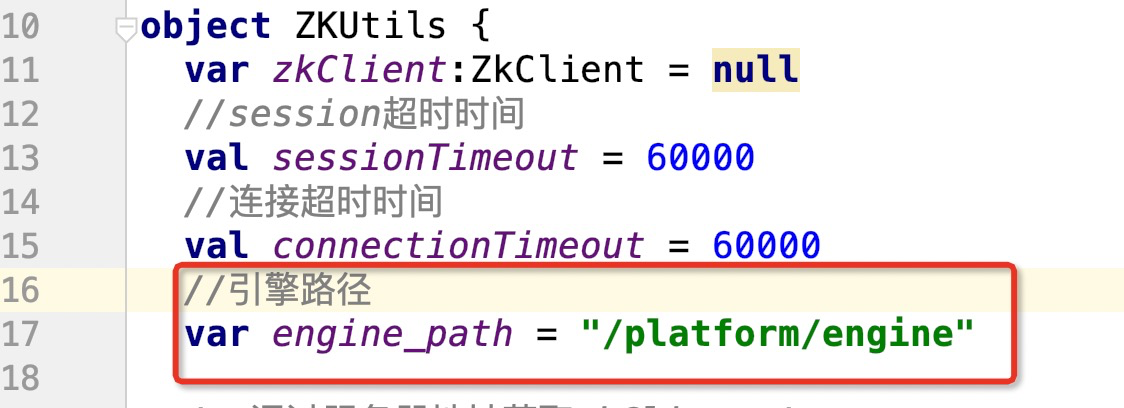 10 object ZKUtils {
11 var zkClient:ZkClient = null
12 //session超时时间
13 val sessionTimeout = 60000
14 //连接超时时间
15 val connectionTimeout = 60000
16 //引擎路径
17 var engine_path = "/platform/engine"
18